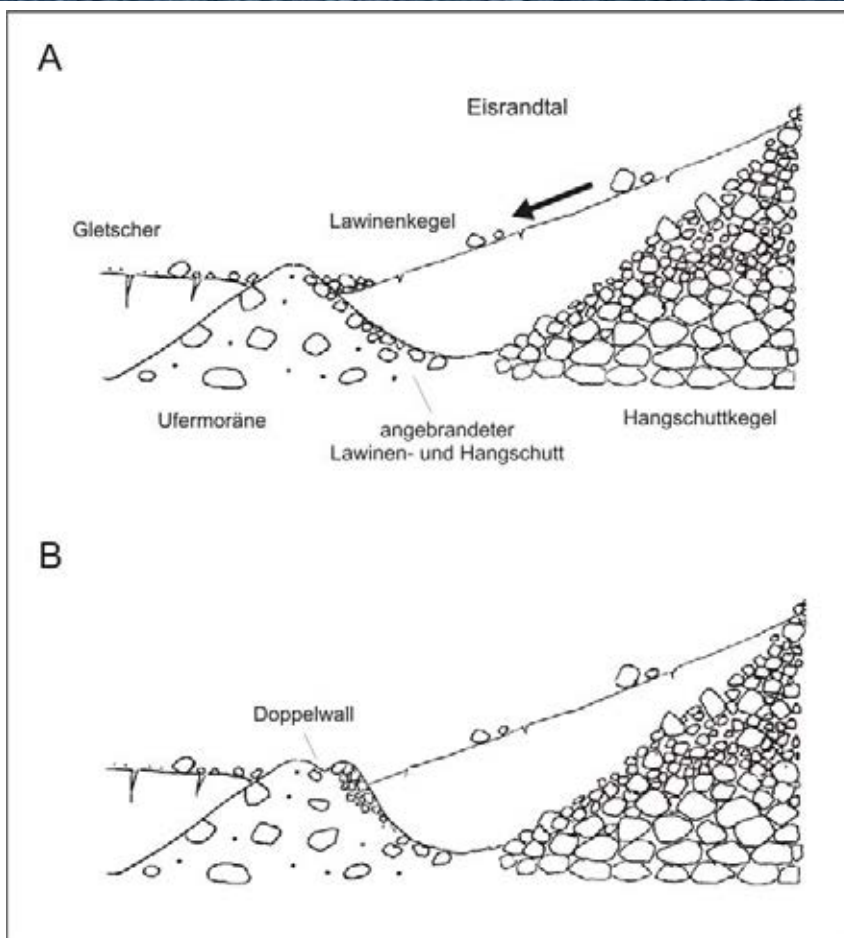 A
Eisrandtal
Lawinenkegel
Gletscher
Ufermoräne
angebrandeter
Lawinen- und Hangschutt
Hangschuttkegel
B
Doppelwall